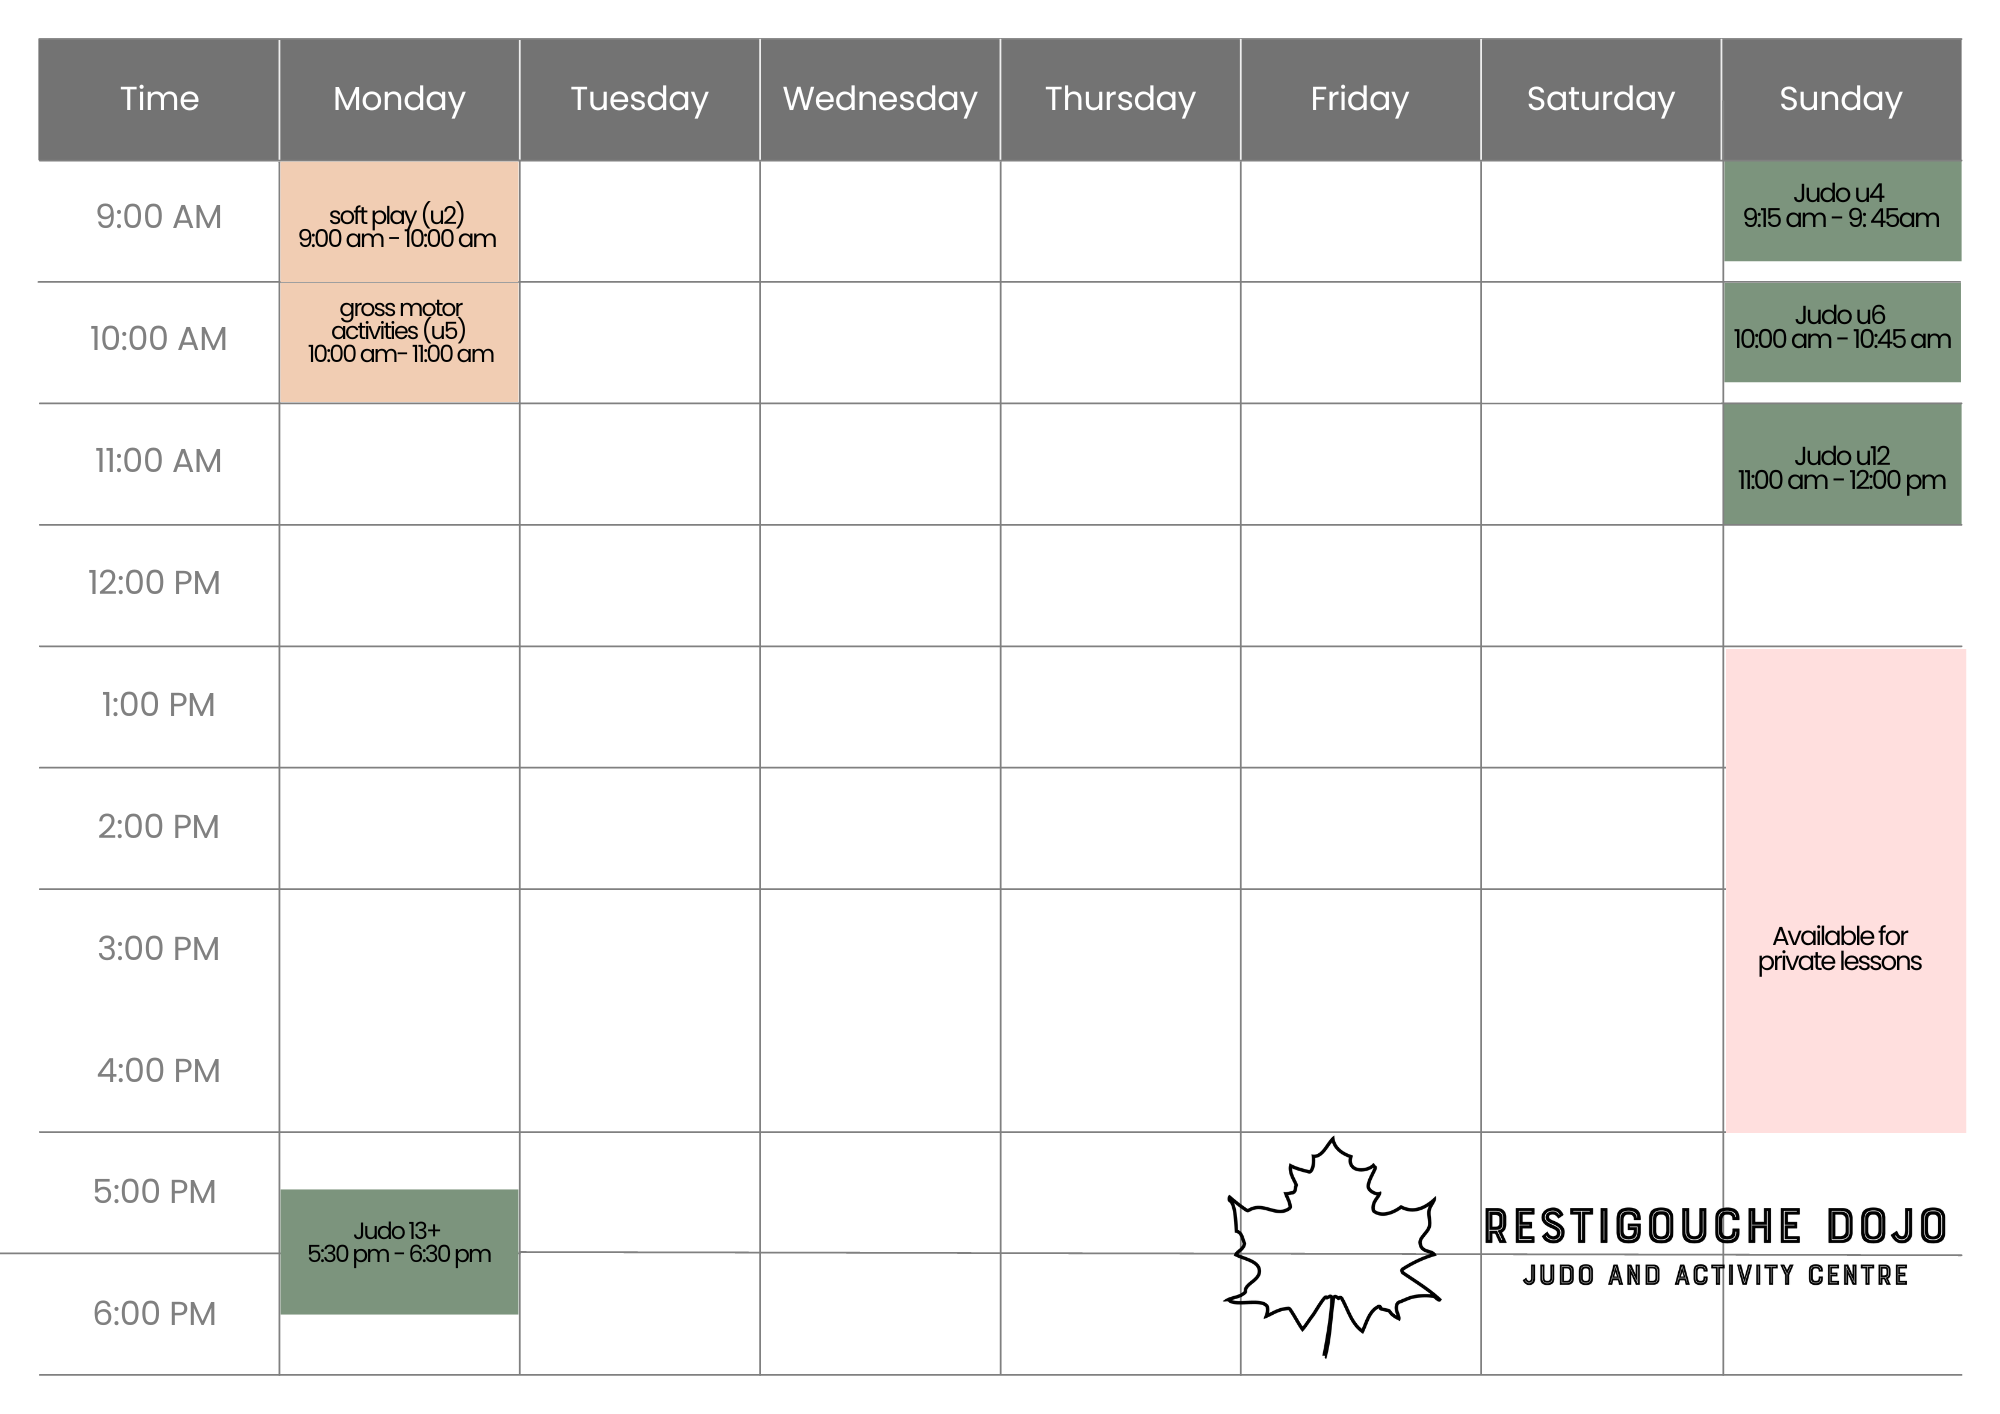 Time Monday Tuesday Wednesday Thursday Friday Saturday Sunday
9:00 AM
soft play (u2)
9:00 am - 10:00 am
Judo u4
9:15 am - 9: 45am
10:00 AM
gross motor
activities (u5)
10:00 am- 11:00 am
Judo u6
10:00 am - 10:45 am
11:00 AM
Judo u12
11:00 am - 12:00 pm
12:00 PM
1:00 PM
2:00 PM
3:00 PM
Available for
private lessons
4:00 PM
5:00 PM
Judo 13+
5:30 pm - 6:30 pm
6:00 PM
RESTIGOUCHE DOJO
JUDO AND ACTIVITY CENTRE